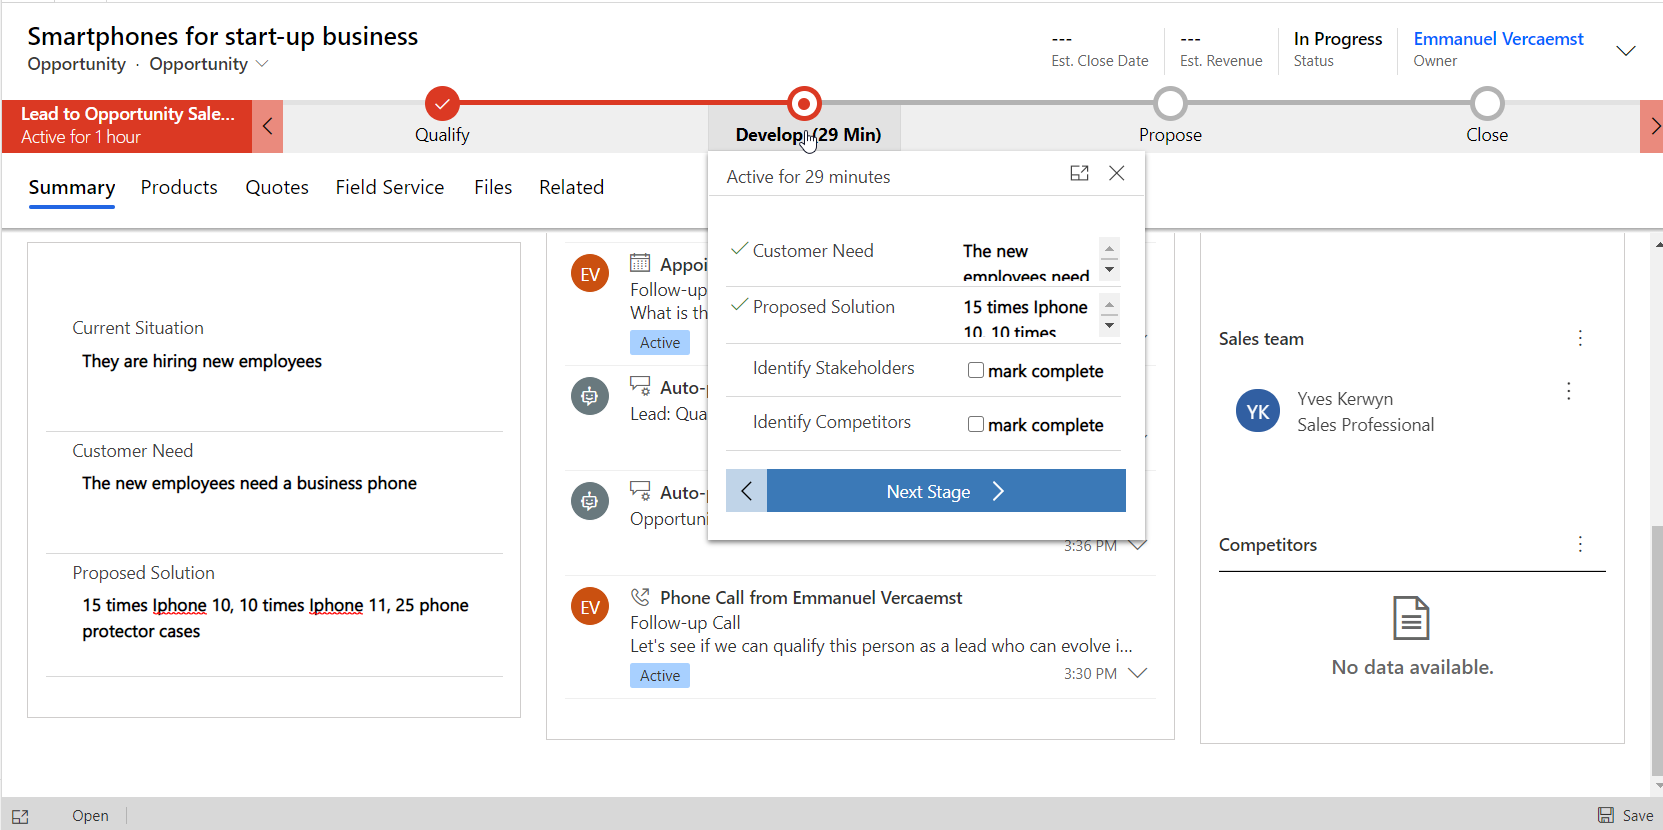 Smartphones for start-up business
Opportunity · Opportunity
---
Est. Close Date
---
Est. Revenue
In Progress
Status
Emmanuel Vercaemst
Owner
Lead to Opportunity Sale...
Active for 1 hour
Qualify
Develop (29 Min)
Propose
Close
Summary
Products
Quotes
Field Service
Files
Related
Current Situation
They are hiring new employees
Customer Need
The new employees need a business phone
Proposed Solution
15 times Iphone 10, 10 times Iphone 11, 25 phone
protector cases
EV
Follow-up
What is
Active
Lead:
3:36 PM
EV
Phone Call from Emmanuel Vercaemst
Follow-up Call
Let's see if we can qualify this person as a lead who can evolve i...
Active
3:30 PM
Active for 29 minutes
Customer Need
The new
employees need
Proposed Solution
15 times Iphone
10, 10 times
Identify Stakeholders
mark complete
Identify Competitors
mark complete
Next Stage
Sales team
YK
Yves Kerwyn
Sales Professional
Competitors
No data available.
Open
Save